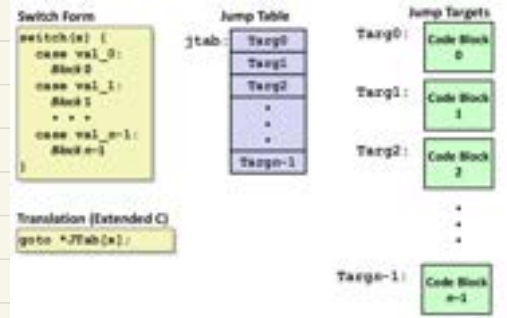 Switch Form
switch(x) {
case val_0:
Block 0
case val_1:
Block 1
• • •
case val_n-1:
Block n-1
}
Translation (Extended C)
goto *JTab[x];
Jump Table
jtab:
Targ0
Targ1
Targ2
•
•
•
Targn-1
Jump Targets
Targ0:
Code Block
0
Targ1:
Code Block
1
Targ2:
Code Block
2
•
•
•
Targn-1:
Code Block
n-1